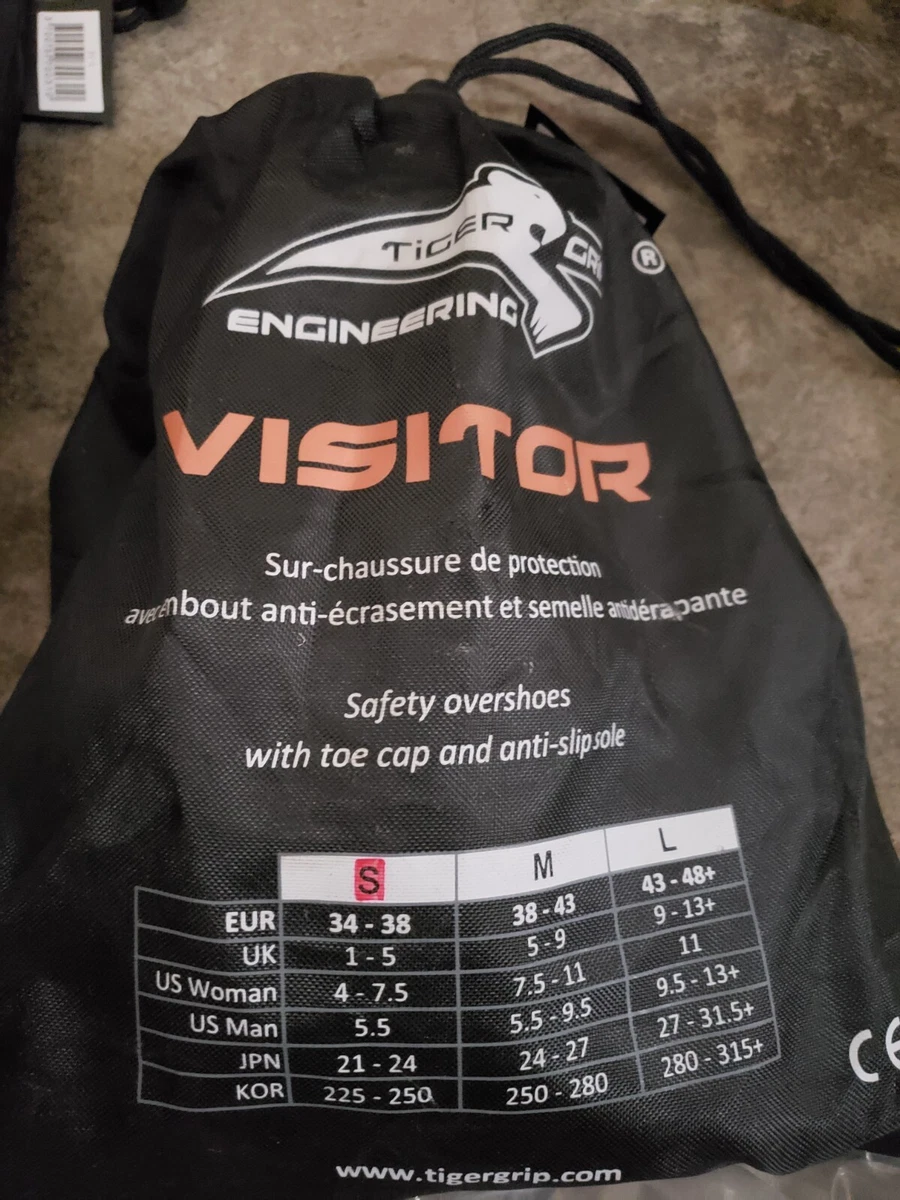 TiGER GRI
®
ENGINEERING
VISITOR
Sur-chaussure de protection
avec embout anti-écrasement et semelle antidérapante
Safety overshoes
with toe cap and anti-slip sole
S M L
EUR 34 - 38 38 - 43 43 - 48+
UK 1 - 5 5 - 9 9 - 13+
US Woman 4 - 7.5 7.5 - 11 11
US Man 5.5 5.5 - 9.5 9.5 - 13+
JPN 21 - 24 24 - 27 27 - 31.5+
KOR 225 - 250 250 - 280 280 - 315+
CE
www.tigergrip.com